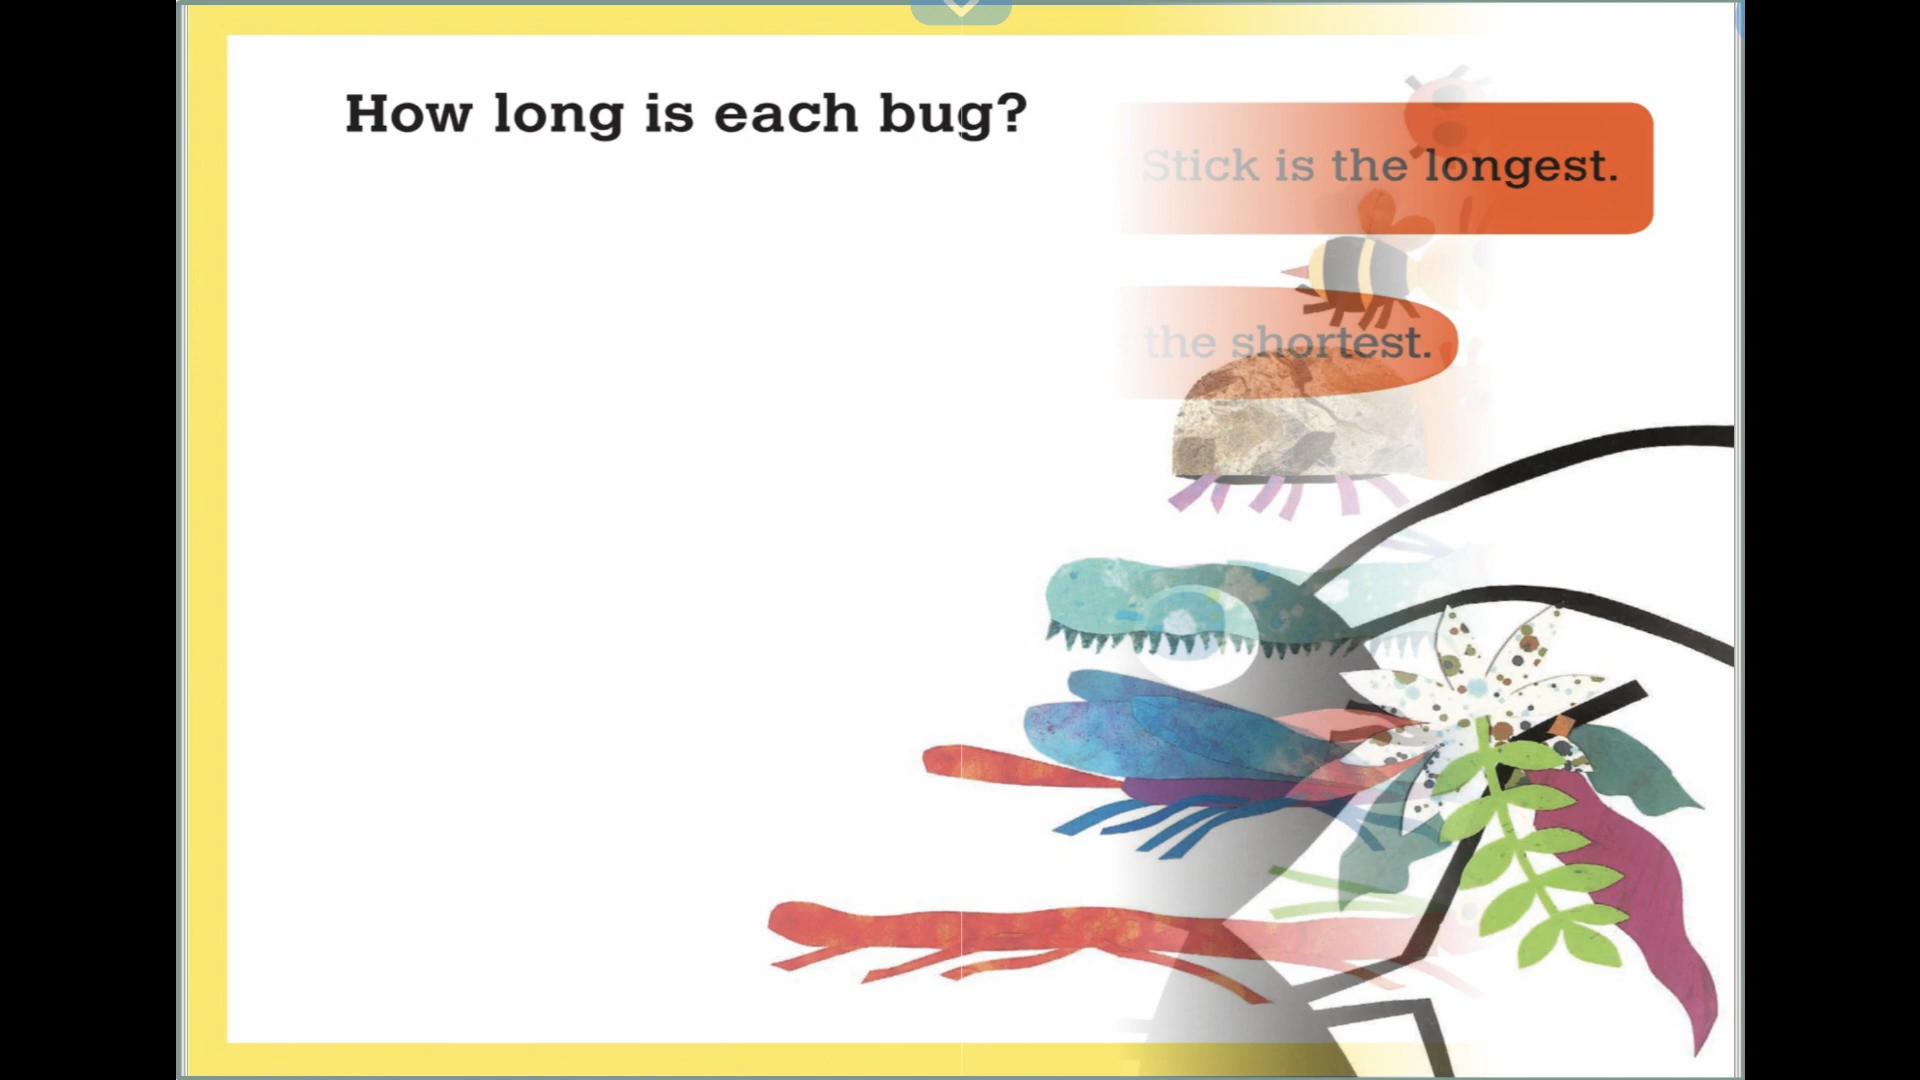 How long is each bug?
Stick is the longest.
the shortest.